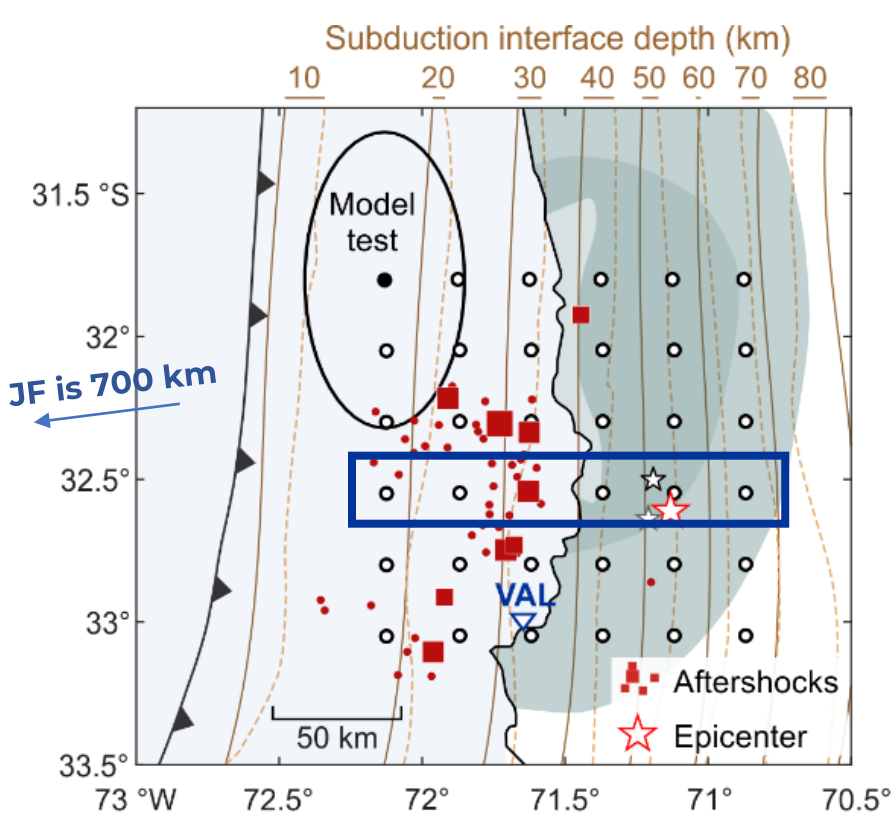 Subduction interface depth (km)
10 20 30 40 50 60 70 80
31.5 °S
Model
test
32°
JF is 700 km
32.5°
VAL
33°
Aftershocks
50 km
Epicenter
33.5°
73 °W 72.5° 72° 71.5° 71° 70.5°